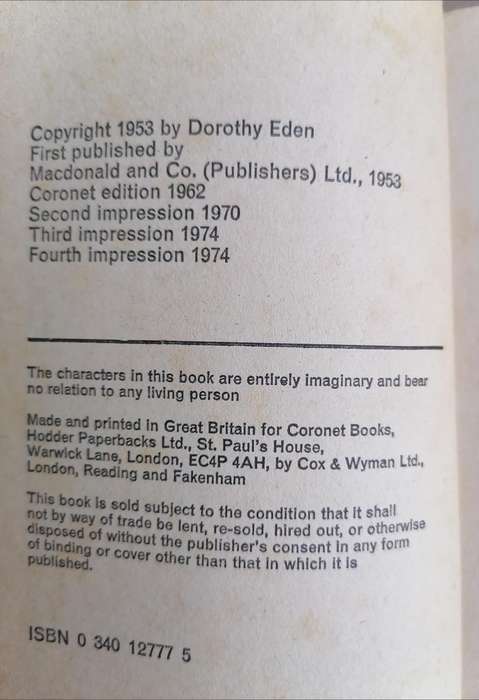 Copyright 1953 by Dorothy Eden
First published by
Macdonald and Co. (Publishers) Ltd., 1953
Coronet edition 1962
Second impression 1970
Third impression 1974
Fourth impression 1974
The characters in this book are entirely imaginary and bear
no relation to any living person
Made and printed in Great Britain for Coronet Books,
Hodder Paperbacks Ltd., St. Paul's House,
Warwick Lane, London, EC4P 4AH, by Cox & Wyman Ltd.,
London, Reading and Fakenham
This book is sold subject to the condition that it shall
not by way of trade be lent, re-sold, hired out, or otherwise
disposed of without the publisher's consent in any form
of binding or cover other than that in which it is
published.
ISBN 0 340 12777 5